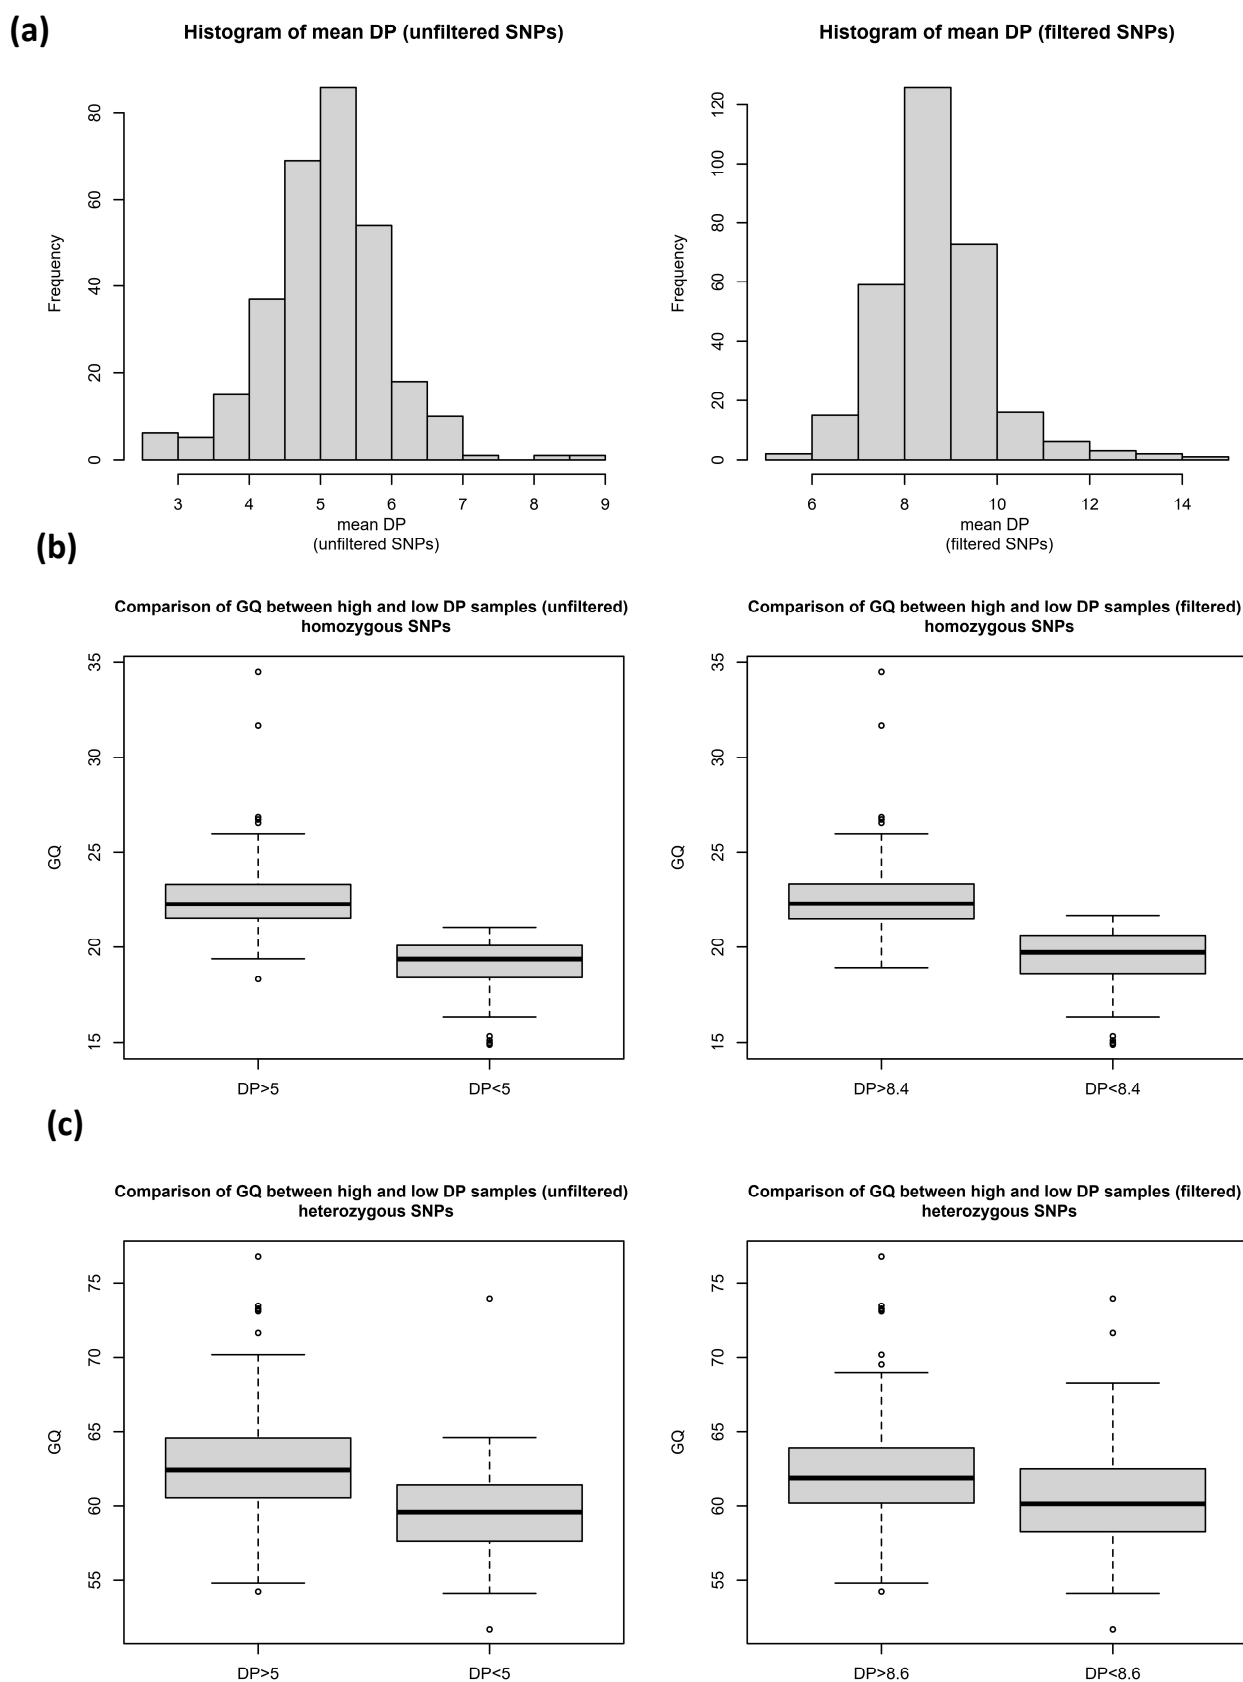 (a)
Histogram of mean DP (unfiltered SNPs)
Frequency
0
20
40
60
80
3 4 5 6 7 8 9
mean DP
(unfiltered SNPs)
Histogram of mean DP (filtered SNPs)
Frequency
0
20
40
60
80
100
120
6 8 10 12 14
mean DP
(filtered SNPs)
(b)
Comparison of GQ between high and low DP samples (unfiltered)
homozygous SNPs
GQ
15
20
25
30
35
DP>5 DP<5
Comparison of GQ between high and low DP samples (filtered)
homozygous SNPs
GQ
15
20
25
30
35
DP>8.4 DP<8.4
(c)
Comparison of GQ between high and low DP samples (unfiltered)
heterozygous SNPs
GQ
55
60
65
70
75
DP>5 DP<5
Comparison of GQ between high and low DP samples (filtered)
heterozygous SNPs
GQ
55
60
65
70
75
DP>8.6 DP<8.6